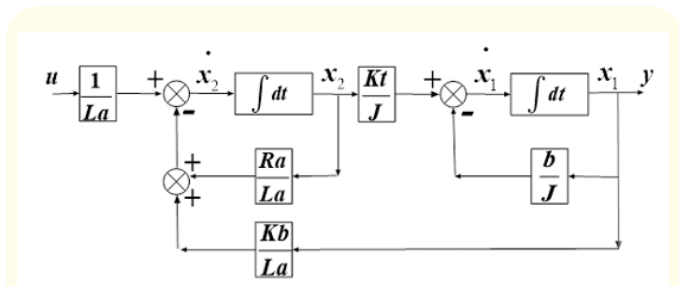 u 1 La + - ẋ₂ ∫ dt x₂ Kt J + - ẋ₁ ∫ dt x₁ y
+ + Ra La b J
Kb La